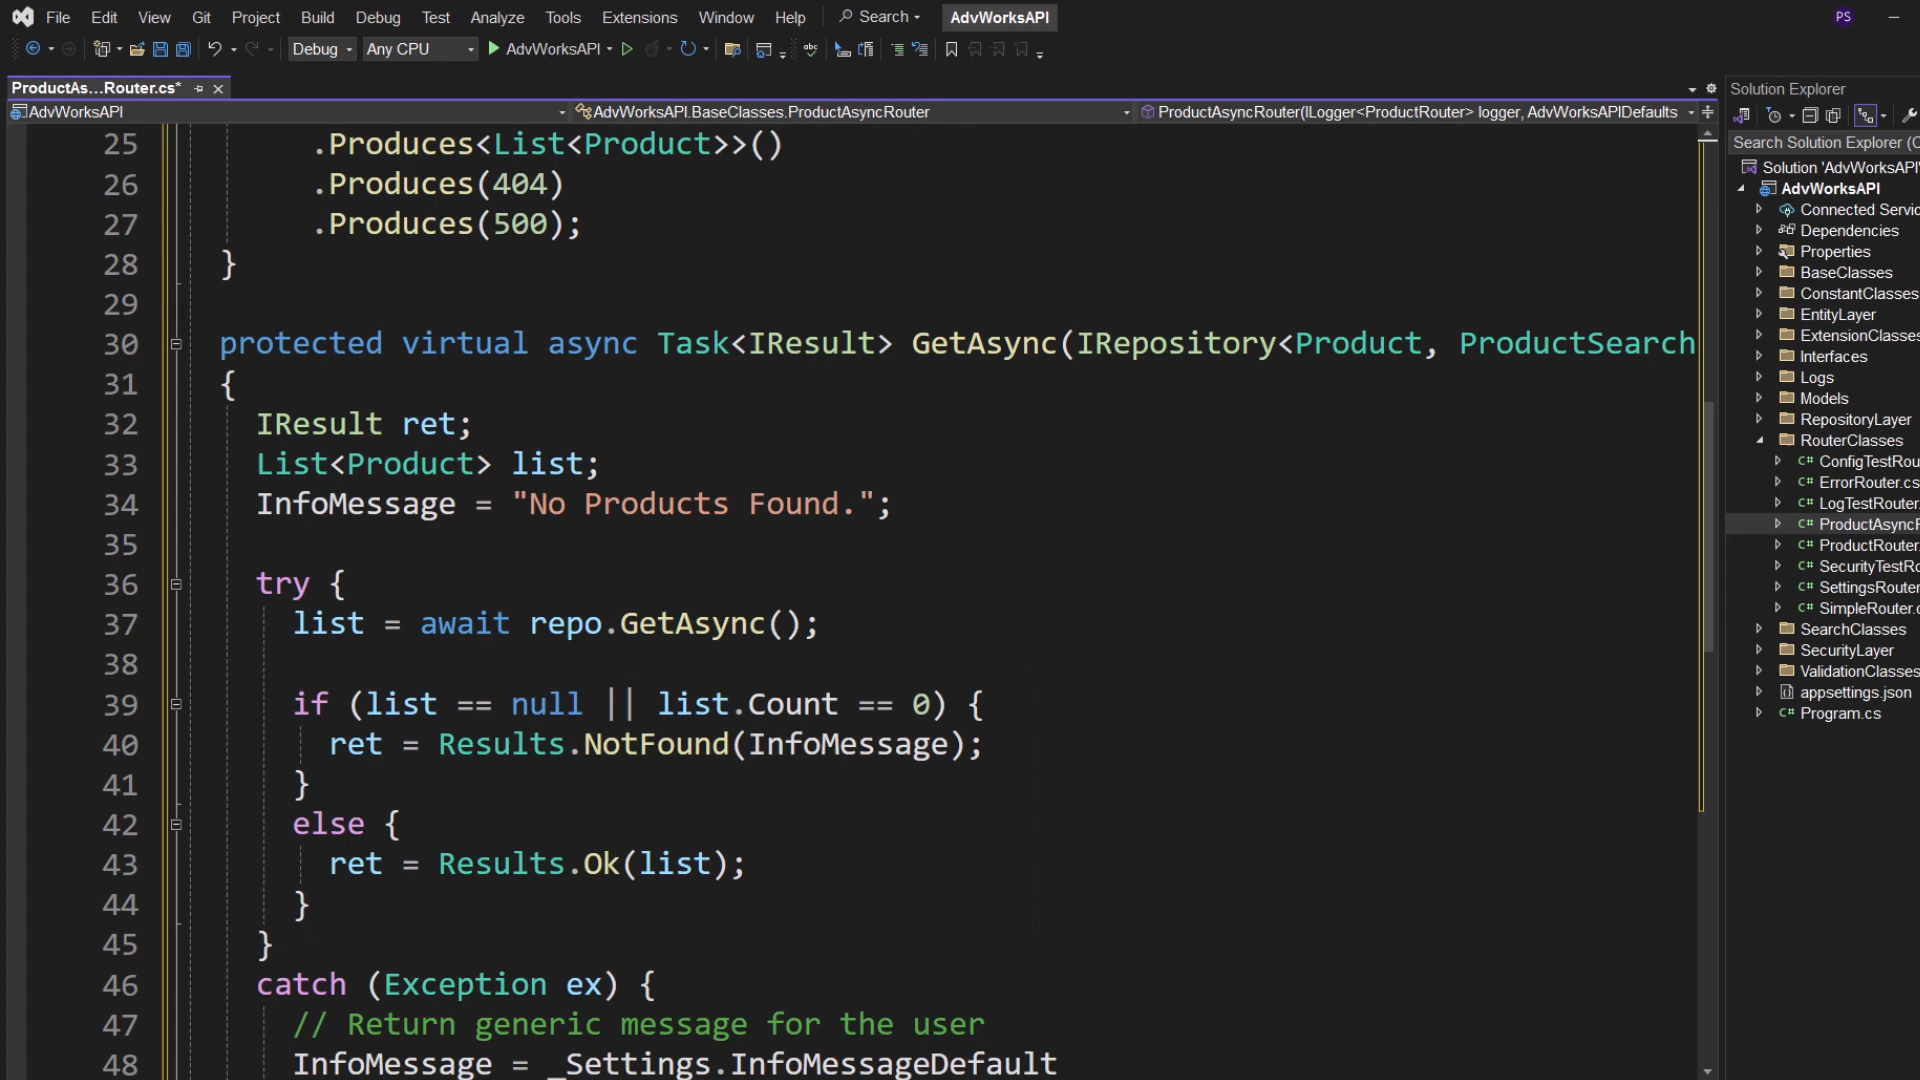 File Edit View Git Project Build Debug Test Analyze Tools Extensions Window Help Search AdvWorksAPI PS
Debug Any CPU AdvWorksAPI
ProductAs...Router.cs*
AdvWorksAPI AdvWorksAPI.BaseClasses.ProductAsyncRouter ProductAsyncRouter(ILogger<ProductRouter> logger, AdvWorksAPIDefaults
25 .Produces<List<Product>>()
26 .Produces(404)
27 .Produces(500);
28 }
29
30 protected virtual async Task<IResult> GetAsync(IRepository<Product, ProductSearch
31 {
32 IResult ret;
33 List<Product> list;
34 InfoMessage = "No Products Found.";
35
36 try {
37 list = await repo.GetAsync();
38
39 if (list == null || list.Count == 0) {
40 ret = Results.NotFound(InfoMessage);
41 }
42 else {
43 ret = Results.Ok(list);
44 }
45 }
46 catch (Exception ex) {
47 // Return generic message for the user
48 InfoMessage = _Settings.InfoMessageDefault
Solution Explorer
Search Solution Explorer (C
Solution 'AdvWorksAPI'
AdvWorksAPI
Connected Servic
Dependencies
Properties
BaseClasses
ConstantClasses
EntityLayer
ExtensionClasses
Interfaces
Logs
Models
RepositoryLayer
RouterClasses
C# ConfigTestRou
C# ErrorRouter.cs
C# LogTestRouter.
C# ProductAsyncR
C# ProductRouter.
C# SecurityTestRo
C# SettingsRouter
C# SimpleRouter.c
SearchClasses
SecurityLayer
ValidationClasses
appsettings.json
C# Program.cs